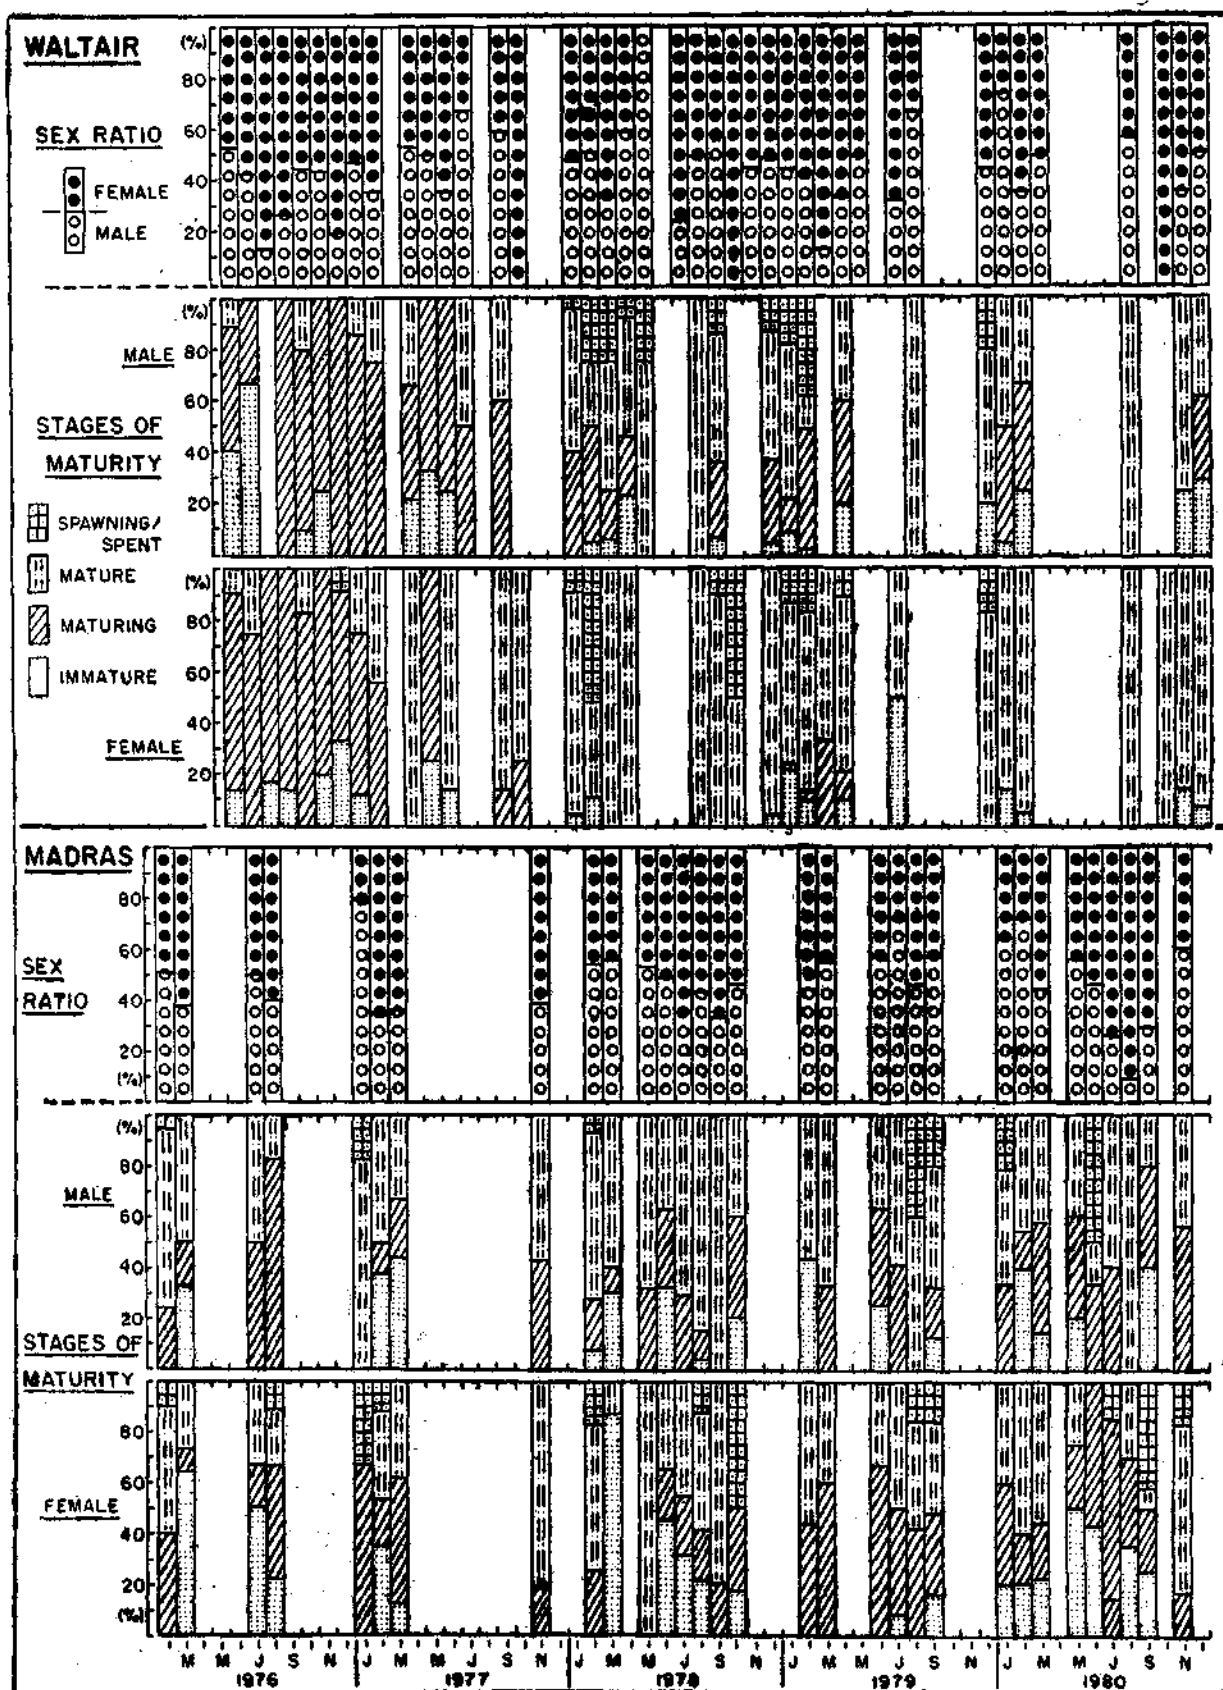 WALTAIR
(%)
80
60
40
20
SEX RATIO
FEMALE
MALE
(%)
80
60
40
20
MALE
STAGES OF
MATURITY
SPAWNING/
SPENT
MATURE
MATURING
IMMATURE
(%)
80
60
40
20
FEMALE
MADRAS
80
60
40
20
(%)
SEX
RATIO
(%)
80
60
40
20
MALE
STAGES OF
MATURITY
80
60
40
20
(%)
FEMALE
M J S N J M M J S N J M M J S N J M M J S N J M M J S N
1976 1977 1978 1979 1980